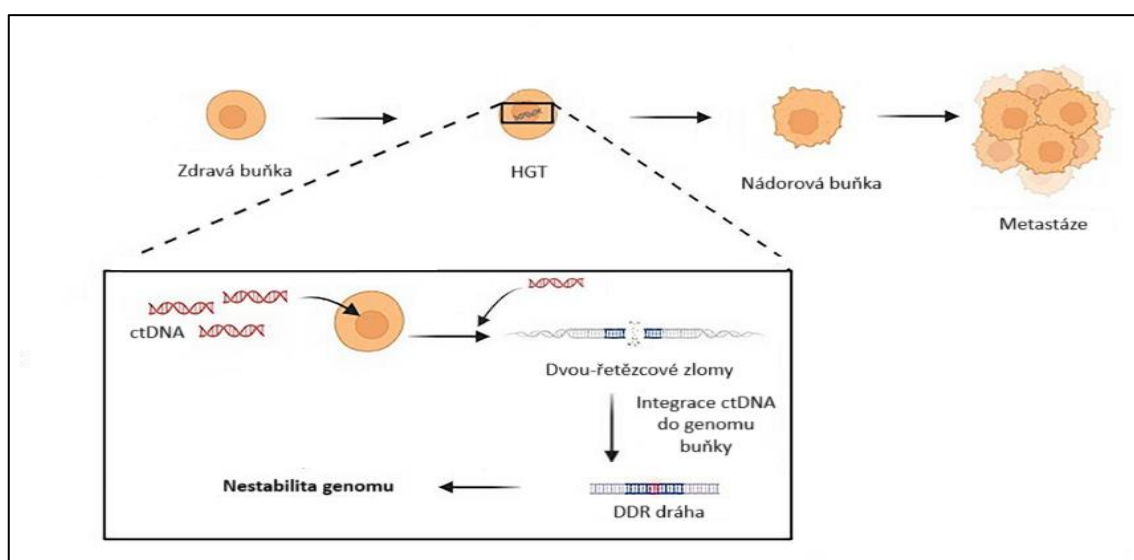 Zdravá buňka
HGT
Nádorová buňka
Metastáze
ctDNA
Dvou-řetězcové zlomy
Integrace ctDNA
do genomu
buňky
Nestabilita genomu
DDR dráha